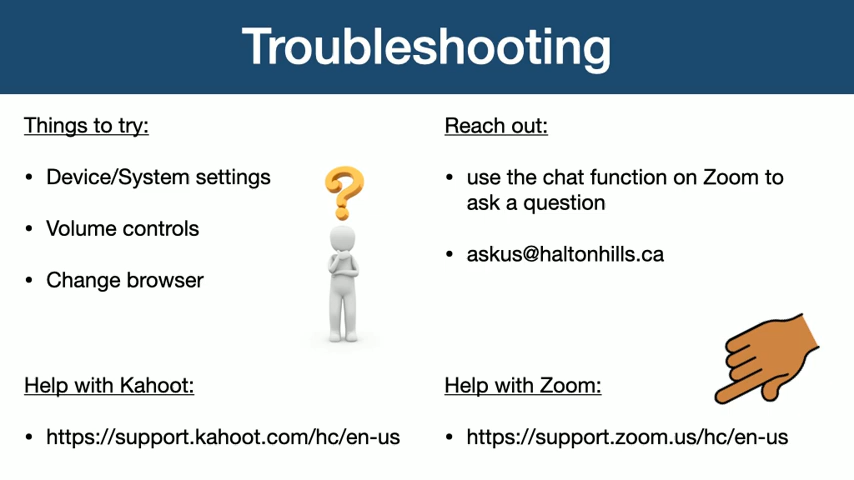 Troubleshooting
Things to try:
• Device/System settings
• Volume controls
• Change browser
Reach out:
• use the chat function on Zoom to
ask a question
• askus@haltonhills.ca
Help with Kahoot:
• https://support.kahoot.com/hc/en-us
Help with Zoom:
• https://support.zoom.us/hc/en-us